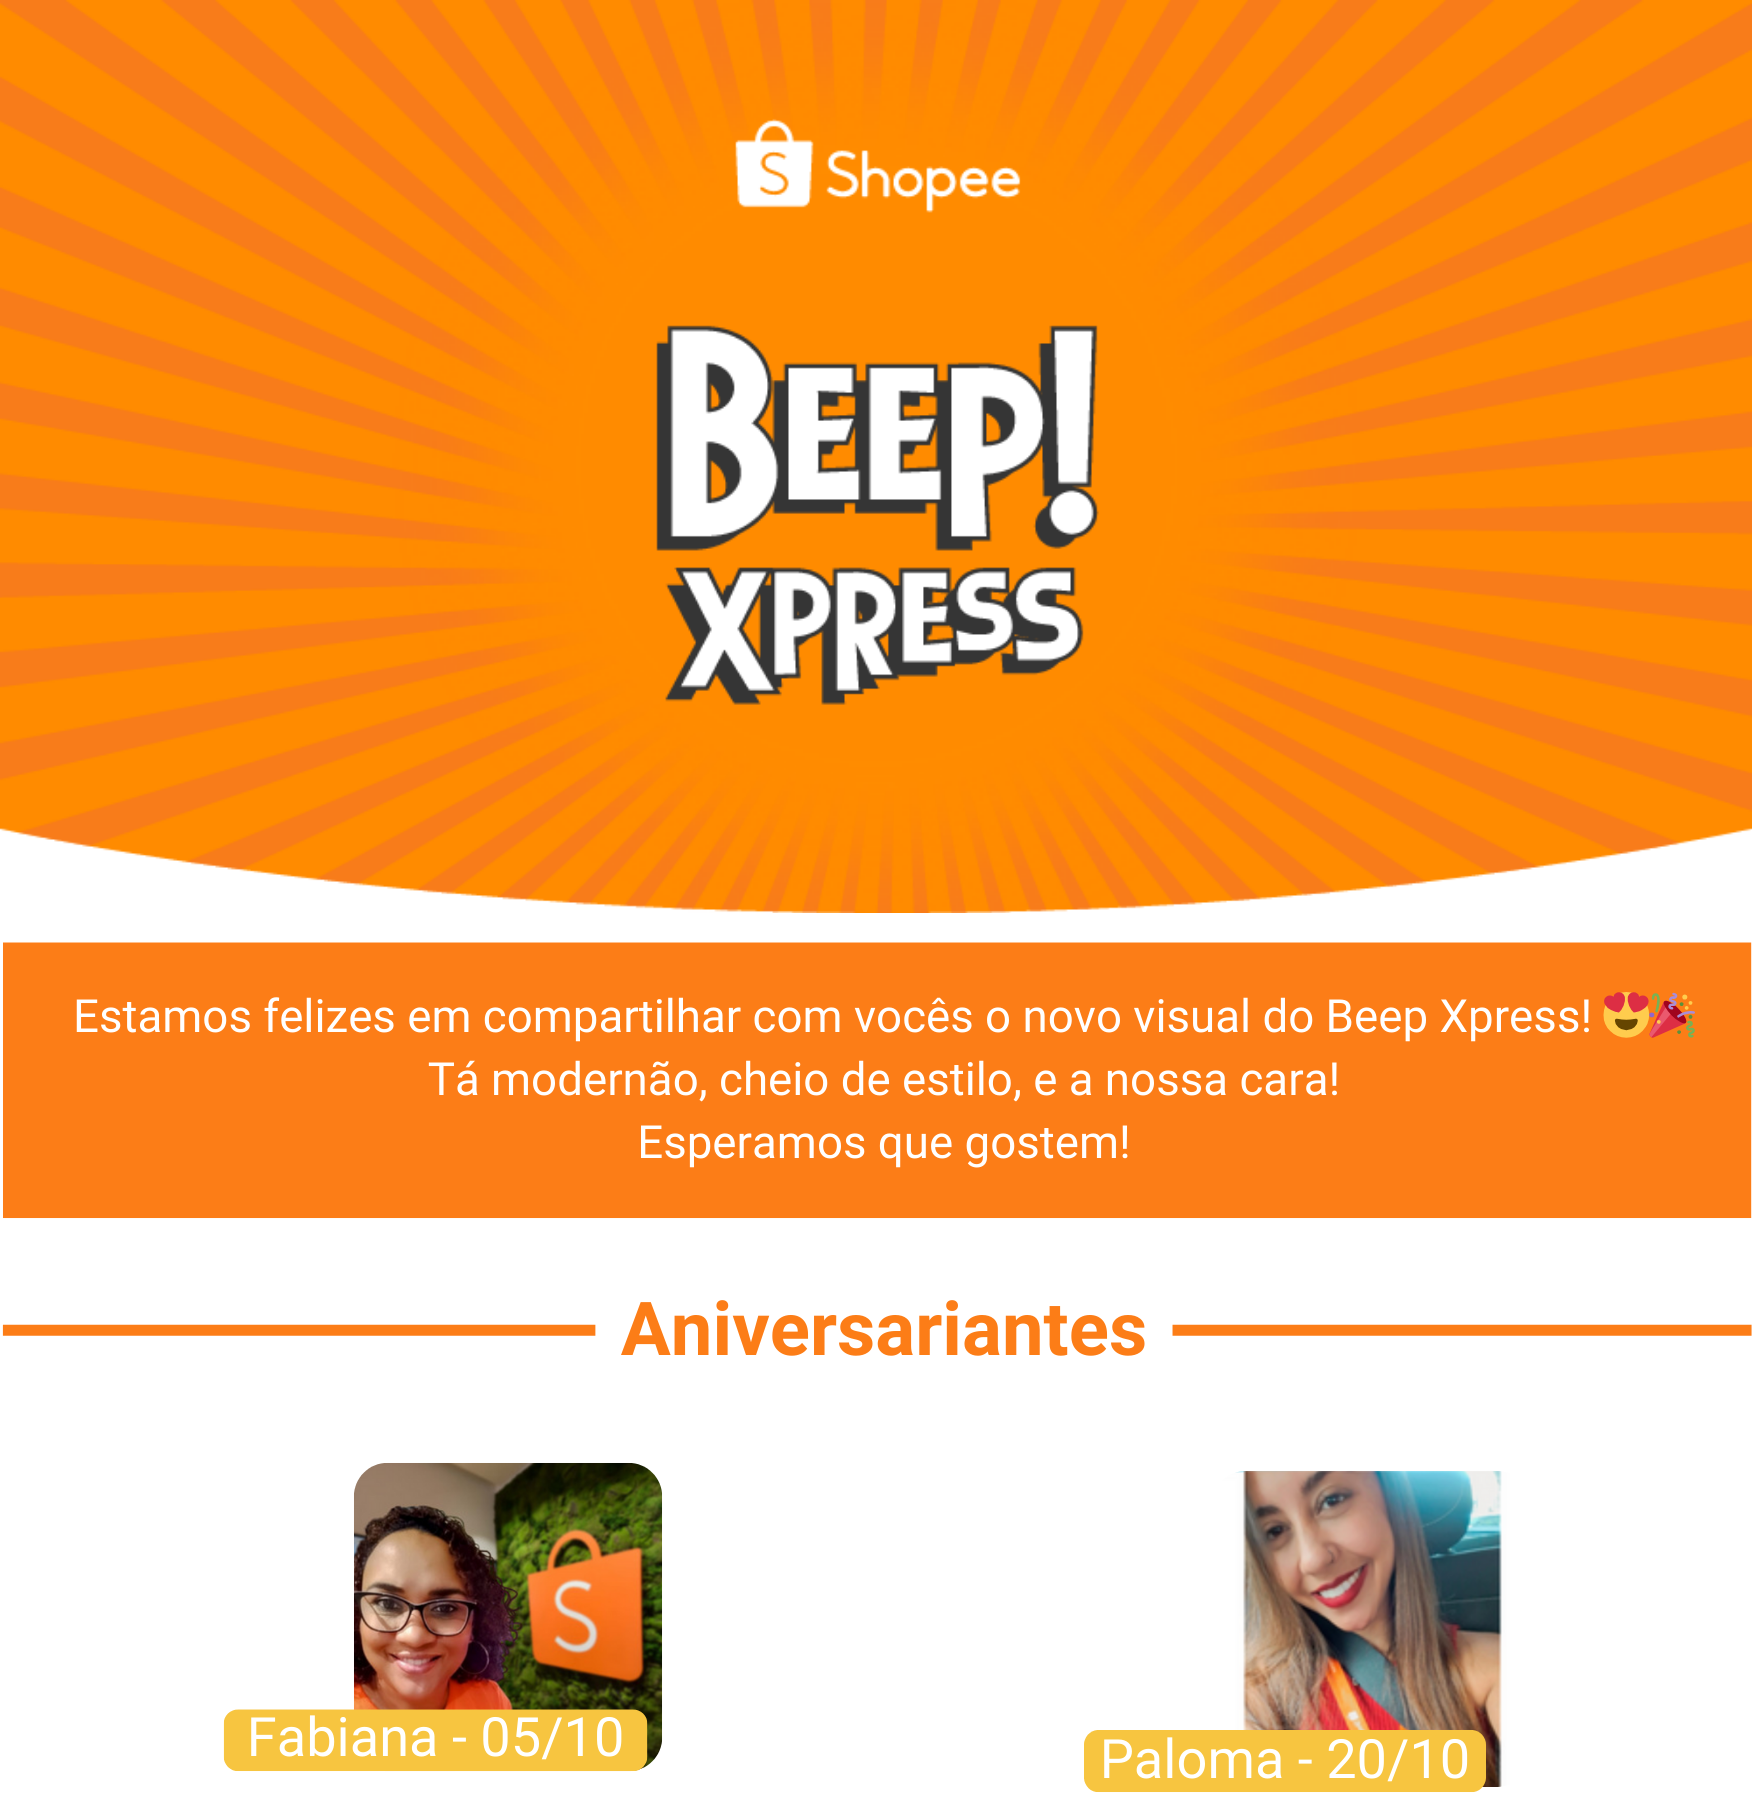 Shopee
BEEP!
XPRESS
Estamos felizes em compartilhar com vocês o novo visual do Beep Xpress! 😍🎉
Tá modernão, cheio de estilo, e a nossa cara!
Esperamos que gostem!
Aniversariantes
Fabiana - 05/10
Paloma - 20/10